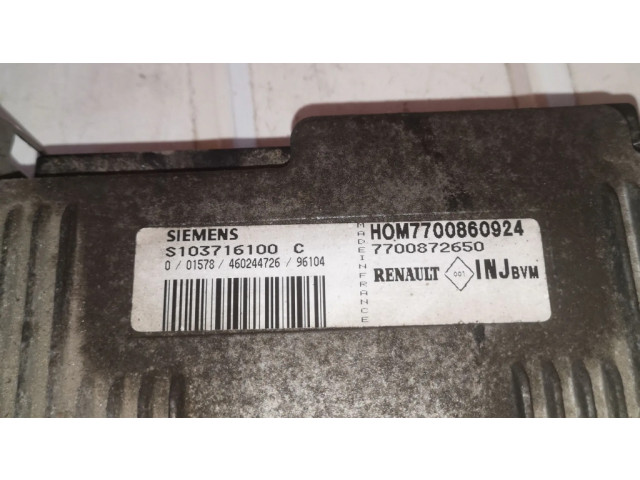 SIEMENS
S103716100 C
0 / 01578 / 460244726 / 96104
MADE IN FRANCE
HOM7700860924
7700872650
RENAULT 001 INJ BVM